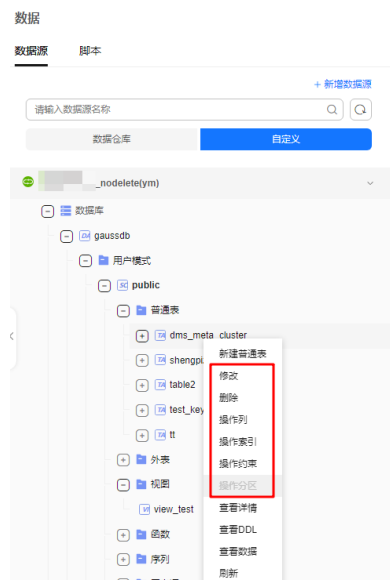 数据
数据源 脚本
+ 新增数据源
请输入数据源名称
数据仓库 自定义
_nodelete(ym)
数据库
gaussdb
用户模式
public
普通表
dms_meta_cluster
新建普通表
shengpi
修改
table2
删除
操作列
test_key
操作索引
tt
操作约束
外表
操作分区
视图
查看详情
view_test
查看DDL
函数
查看数据
序列
刷新